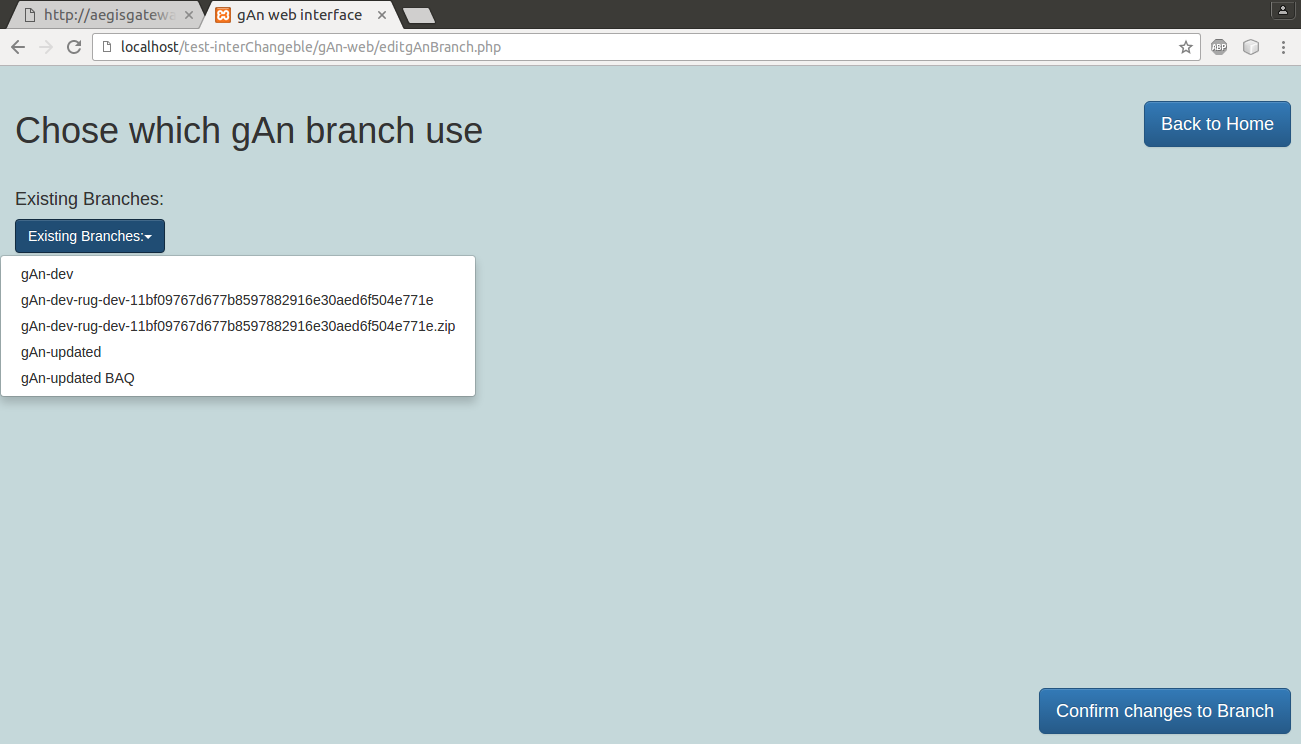 http://aegisgatewa
gAn web interface
localhost/test-interChangeble/gAn-web/editgAnBranch.php
ABP
Chose which gAn branch use
Back to Home
Existing Branches:
Existing Branches:
gAn-dev
gAn-dev-rug-dev-11bf09767d677b8597882916e30aed6f504e771e
gAn-dev-rug-dev-11bf09767d677b8597882916e30aed6f504e771e.zip
gAn-updated
gAn-updated BAQ
Confirm changes to Branch